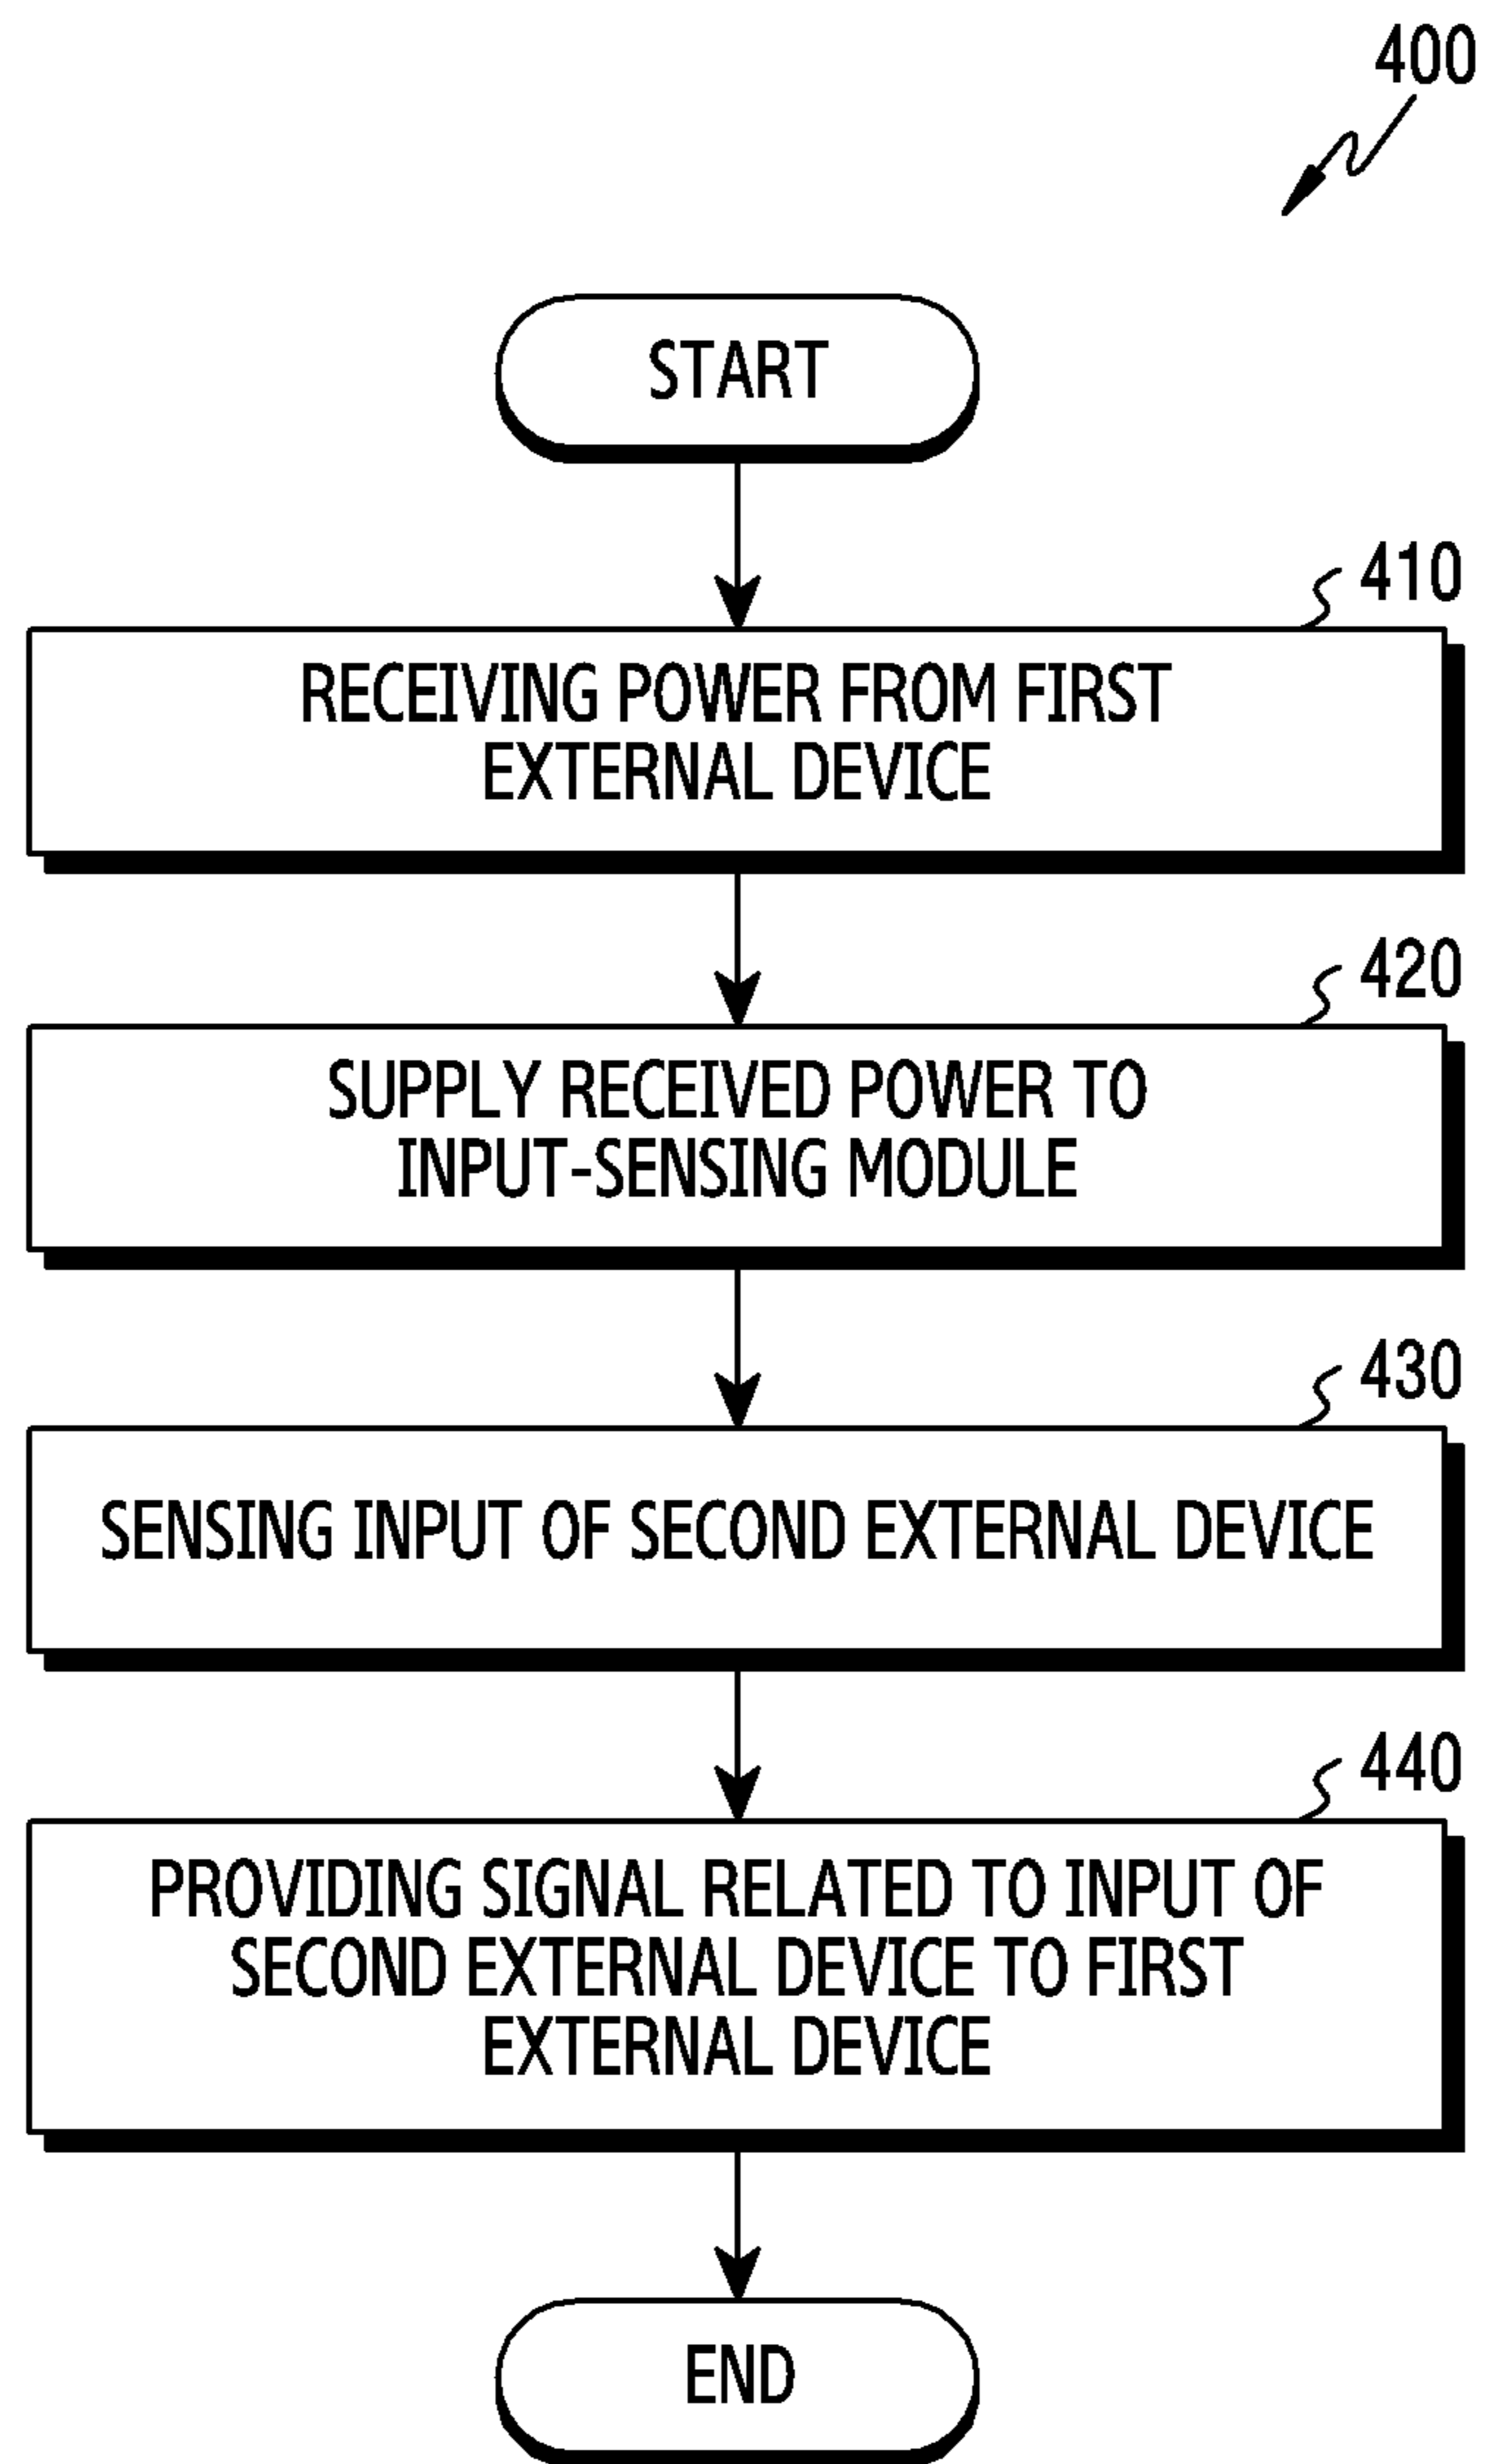 400
START
410
RECEIVING POWER FROM FIRST
EXTERNAL DEVICE
420
SUPPLY RECEIVED POWER TO
INPUT-SENSING MODULE
430
SENSING INPUT OF SECOND EXTERNAL DEVICE
440
PROVIDING SIGNAL RELATED TO INPUT OF
SECOND EXTERNAL DEVICE TO FIRST
EXTERNAL DEVICE
END